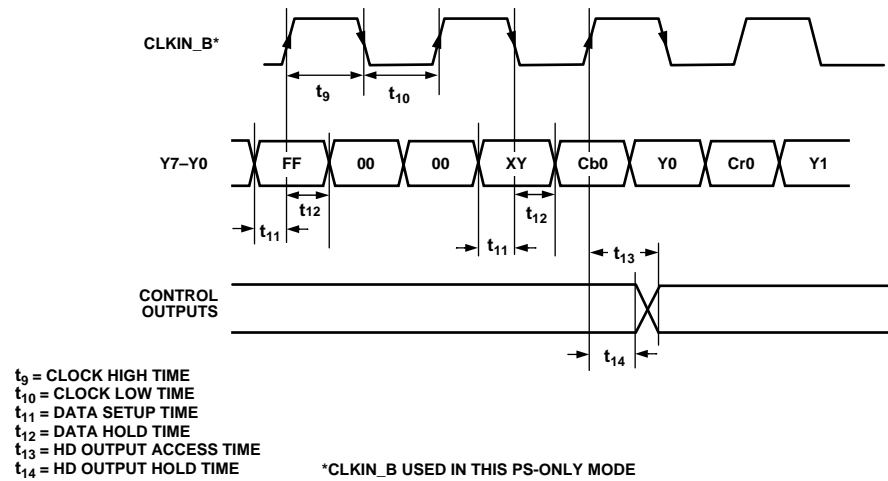 CLKIN_B*
t9
t10
Y7–Y0
FF
00
00
XY
Cb0
Y0
Cr0
Y1
t12
t12
t11
t11
t13
CONTROL
OUTPUTS
t14
t9 = CLOCK HIGH TIME
t10 = CLOCK LOW TIME
t11 = DATA SETUP TIME
t12 = DATA HOLD TIME
t13 = HD OUTPUT ACCESS TIME
t14 = HD OUTPUT HOLD TIME
*CLKIN_B USED IN THIS PS-ONLY MODE